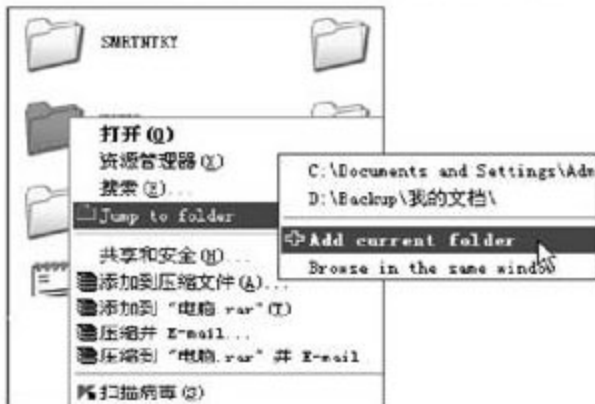 SMRTNTKY
打开(O)
资源管理器(X)
搜索(E)...
Jump to folder
共享和安全(H)...
添加到压缩文件(A)...
添加到 "电脑.rar"(T)
压缩并 E-mail...
压缩到 "电脑.rar" 并 E-mail
扫描病毒(S)
C:\Documents and Settings\Adm
D:\Backup\我的文档\
Add current folder
Browse in the same window